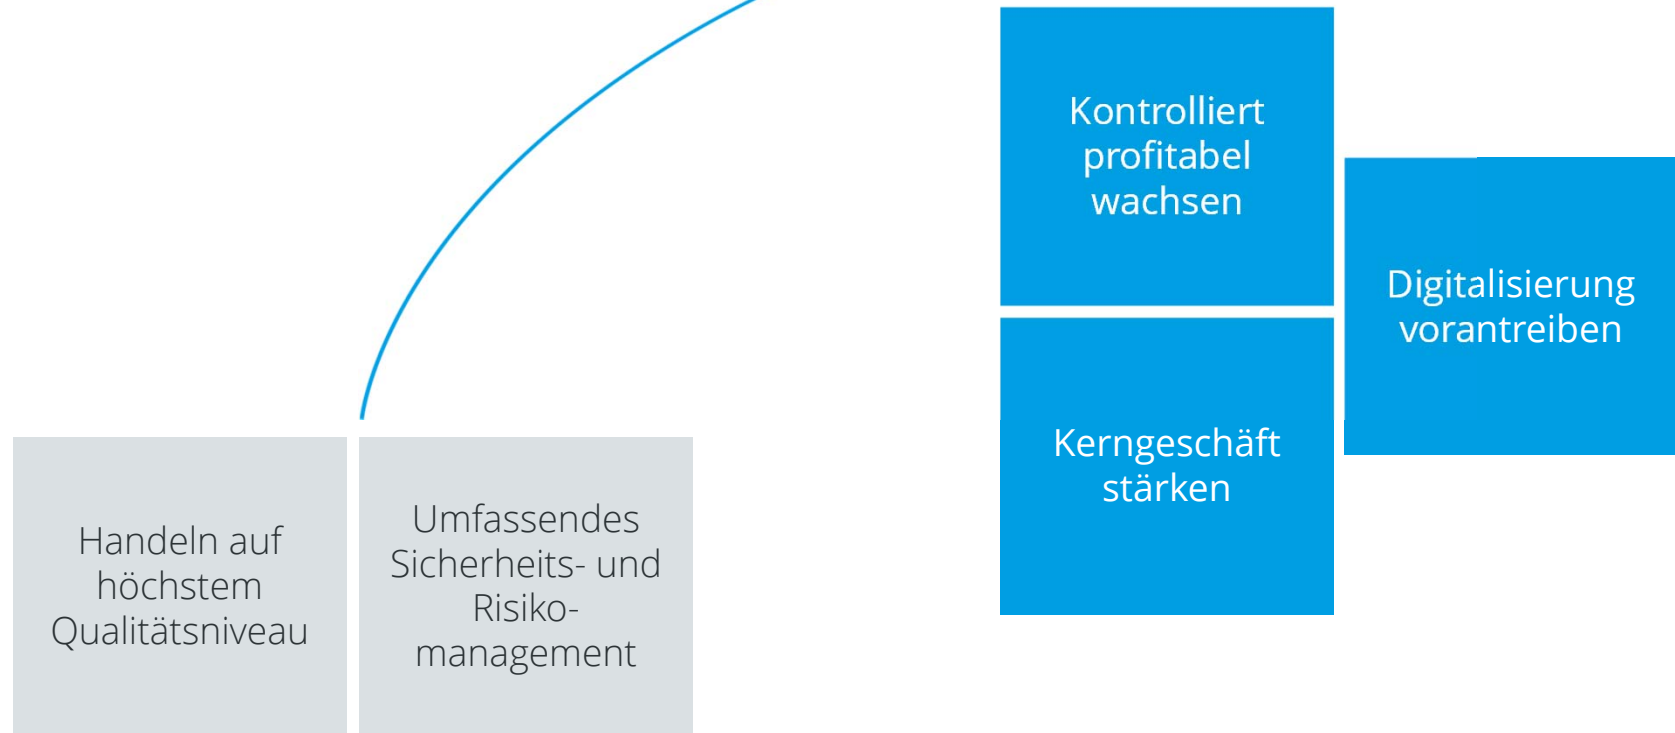 Kontrolliert
profitabel
wachsen
Digitalisierung
vorantreiben
Kerngeschäft
stärken
Handeln auf
höchstem
Qualitätsniveau
Umfassendes
Sicherheits- und
Risiko-
management